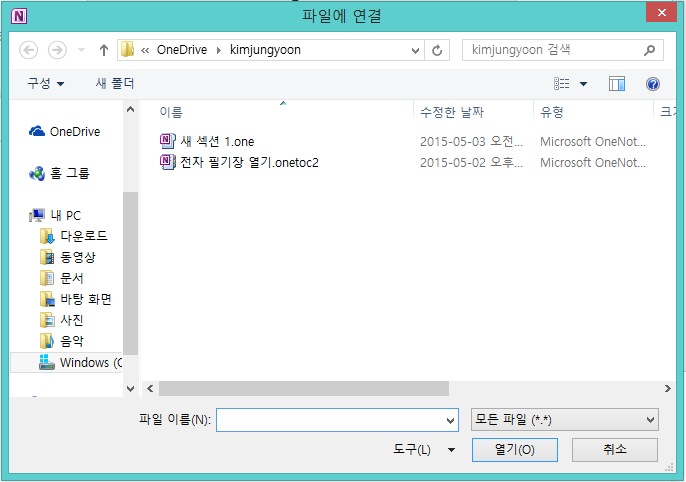 파일에 연결
« OneDrive kimjungyoon
kimjungyoon 검색
구성 새 폴더
이름 수정한 날짜 유형 크기
OneDrive
홈 그룹
내 PC
다운로드
동영상
문서
바탕 화면
사진
음악
Windows (C
새 섹션 1.one 2015-05-03 오전... Microsoft OneNot...
전자 필기장 열기.onetoc2 2015-05-02 오후... Microsoft OneNot...
파일 이름(N):
모든 파일 (*.*)
도구(L) 열기(O) 취소